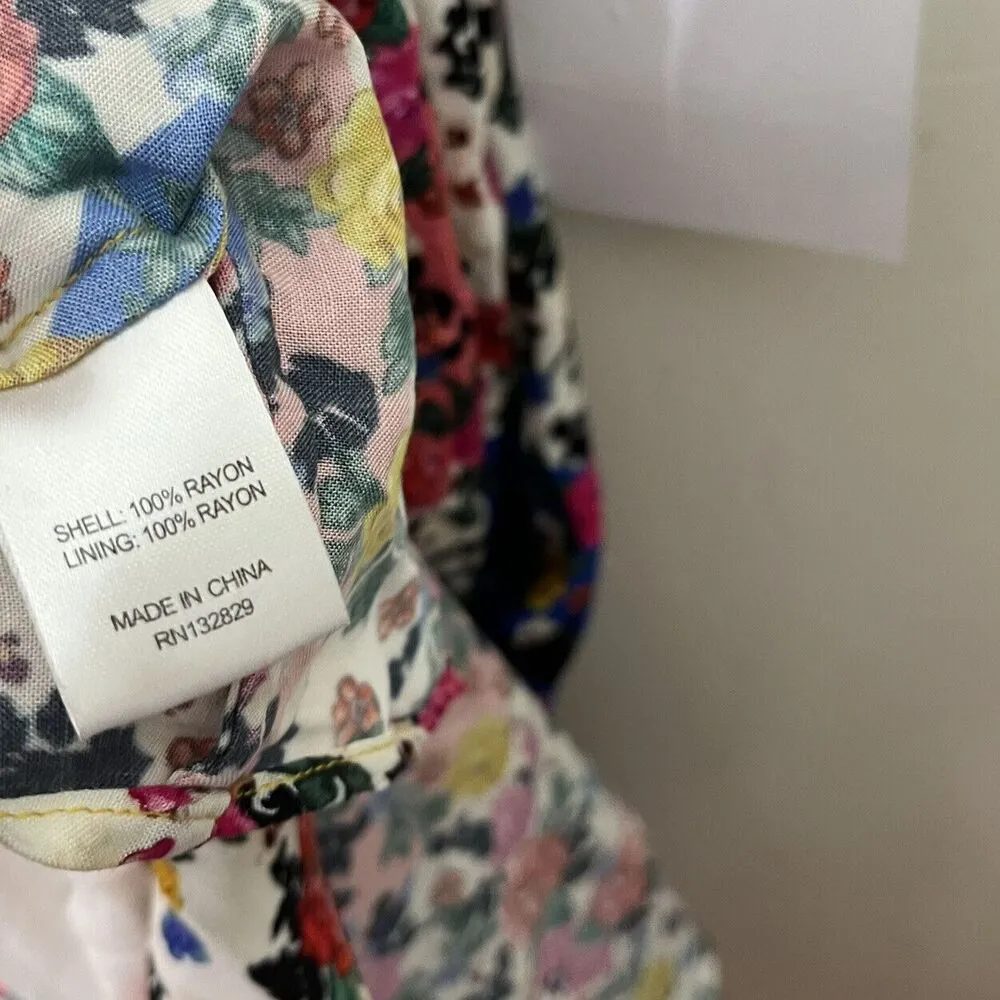 SHELL: 100% RAYON
LINING: 100% RAYON
MADE IN CHINA
RN132829